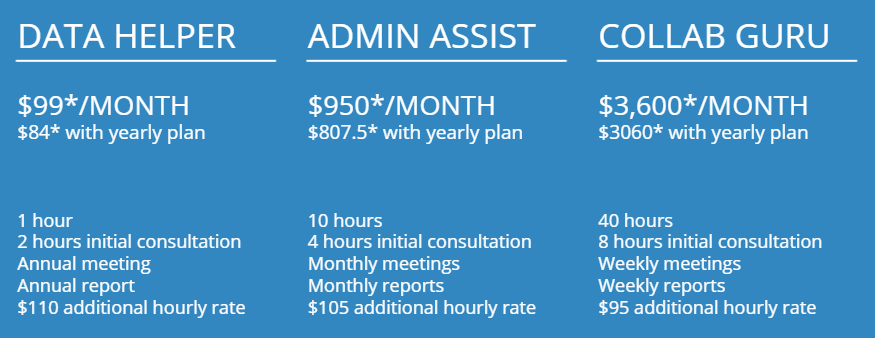 DATA HELPER
$99*/MONTH
$84* with yearly plan
1 hour
2 hours initial consultation
Annual meeting
Annual report
$110 additional hourly rate
ADMIN ASSIST
$950*/MONTH
$807.5* with yearly plan
10 hours
4 hours initial consultation
Monthly meetings
Monthly reports
$105 additional hourly rate
COLLAB GURU
$3,600*/MONTH
$3060* with yearly plan
40 hours
8 hours initial consultation
Weekly meetings
Weekly reports
$95 additional hourly rate